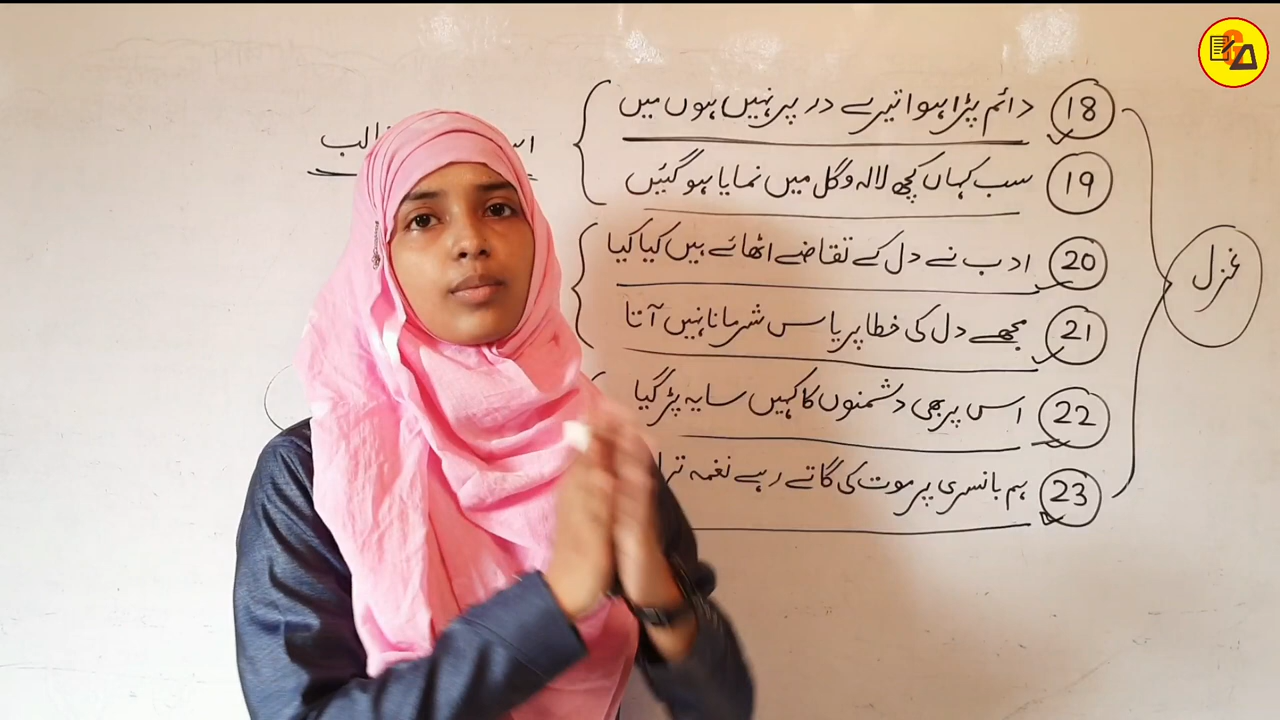 غزل
18 دائم پڑا ہوا تیرے در پر نہیں ہوں میں
19 سب کہاں کچھ لالہ و گل میں نمایا ہو گئیں
20 ادب نے دل کے تقاضے اٹھائے ہیں کیا کیا
21 مجھے دل کی خطا پر یاس شرمانا نہیں آتا
22 اس پر بھی دشمنوں کا کہیں سایہ پڑ گیا
23 ہم بانسری پر موت کی گاتے رہے نغمہ